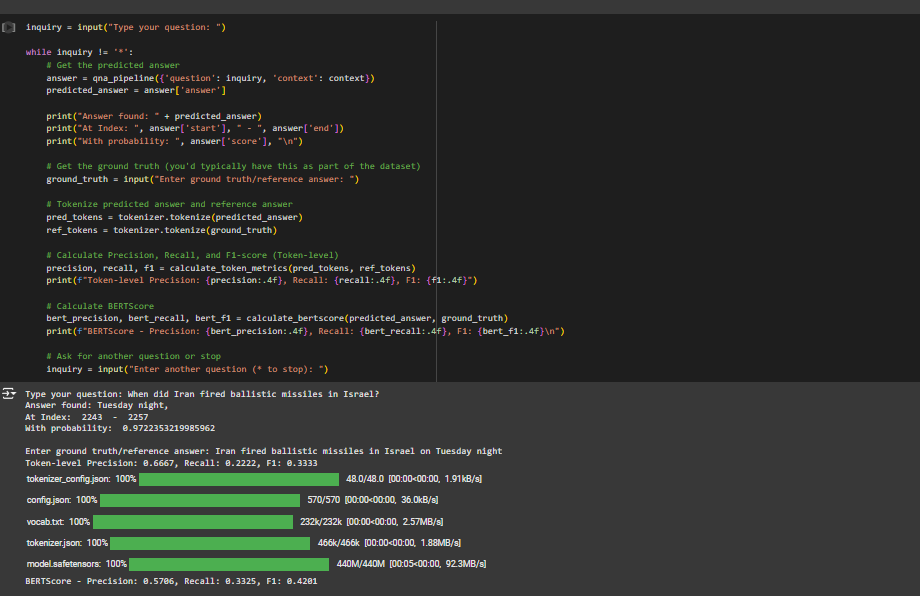 inquiry = input("Type your question: ")
while inquiry != '*':
# Get the predicted answer
answer = qna_pipeline({'question': inquiry, 'context': context})
predicted_answer = answer['answer']
print("Answer found: " + predicted_answer)
print("At Index: ", answer['start'], " - ", answer['end'])
print("With probability: ", answer['score'], "\n")
# Get the ground truth (you'd typically have this as part of the dataset)
ground_truth = input("Enter ground truth/reference answer: ")
# Tokenize predicted answer and reference answer
pred_tokens = tokenizer.tokenize(predicted_answer)
ref_tokens = tokenizer.tokenize(ground_truth)
# Calculate Precision, Recall, and F1-score (Token-level)
precision, recall, f1 = calculate_token_metrics(pred_tokens, ref_tokens)
print(f"Token-level Precision: {precision:.4f}, Recall: {recall:.4f}, F1: {f1:.4f}")
# Calculate BERTScore
bert_precision, bert_recall, bert_f1 = calculate_bertscore(predicted_answer, ground_truth)
print(f"BERTScore - Precision: {bert_precision:.4f}, Recall: {bert_recall:.4f}, F1: {bert_f1:.4f}\n")
# Ask for another question or stop
inquiry = input("Enter another question (* to stop): ")
Type your question: When did Iran fired ballistic missiles in Israel?
Answer found: Tuesday night,
At Index:  2243  -  2257
With probability:  0.9722353219985962
Enter ground truth/reference answer: Iran fired ballistic missiles in Israel on Tuesday night
Token-level Precision: 0.6667, Recall: 0.2222, F1: 0.3333
tokenizer_config.json: 100% 48.0/48.0 [00:00<00:00, 1.91kB/s]
config.json: 100% 570/570 [00:00<00:00, 36.0kB/s]
vocab.txt: 100% 232k/232k [00:00<00:00, 2.57MB/s]
tokenizer.json: 100% 466k/466k [00:00<00:00, 1.88MB/s]
model.safetensors: 100% 440M/440M [00:05<00:00, 92.3MB/s]
BERTScore - Precision: 0.5706, Recall: 0.3325, F1: 0.4201